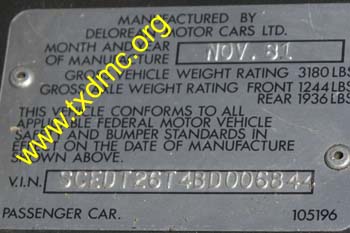 MANUFACTURED BY
DELOREAN MOTOR CARS LTD.
MONTH AND YEAR
OF MANUFACTURE NOV. 81
GROSS VEHICLE WEIGHT RATING 3180 LBS
GROSS AXLE WEIGHT RATING FRONT 1244 LBS
REAR 1936 LBS
THIS VEHICLE CONFORMS TO ALL
APPLICABLE FEDERAL MOTOR VEHICLE
SAFETY AND BUMPER STANDARDS IN
EFFECT ON THE DATE OF MANUFACTURE
SHOWN ABOVE.
V.I.N. SCEDT26T4BD006844
PASSENGER CAR. 105196
www.txdmc.org